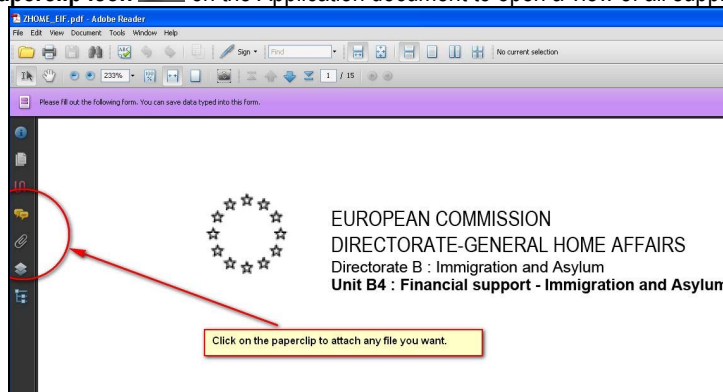 on the Application document to open a view of all supp
ZHOME_EIF.pdf - Adobe Reader
File Edit View Document Tools Window Help
Sign Find No current selection
233% 1 / 15
Please fill out the following form. You can save data typed into this form.
EUROPEAN COMMISSION
DIRECTORATE-GENERAL HOME AFFAIRS
Directorate B : Immigration and Asylum
Unit B4 : Financial support - Immigration and Asylum
Click on the paperclip to attach any file you want.